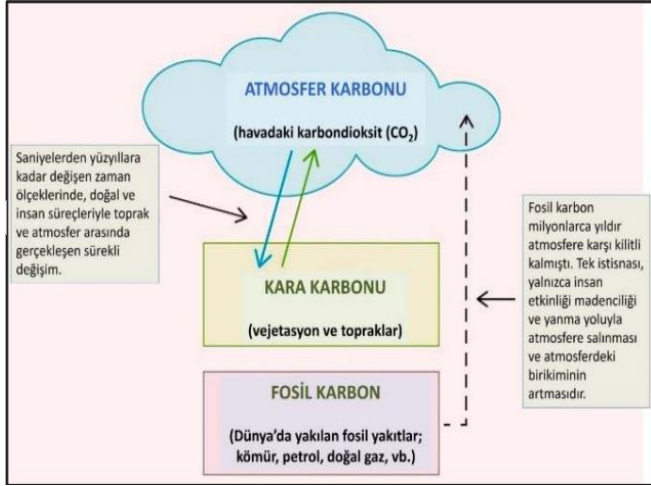 ATMOSFER KARBONU
(havadaki karbondioksit (CO₂)
Saniyelerden yüzyıllara
kadar değişen zaman
ölçeklerinde, doğal ve
insan süreçleriyle toprak
ve atmosfer arasında
gerçekleşen sürekli
değişim.
Fosil karbon
milyonlarca yıldır
atmosfere karşı kilitli
kalmıştı. Tek istisnası,
yalnızca insan
etkinliği madenciliği
ve yanma yoluyla
atmosfere salınması
ve atmosferdeki
birikiminin
artmasıdır.
KARA KARBONU
(vejetasyon ve topraklar)
FOSİL KARBON
(Dünya’da yakılan fosil yakıtlar;
kömür, petrol, doğal gaz, vb.)